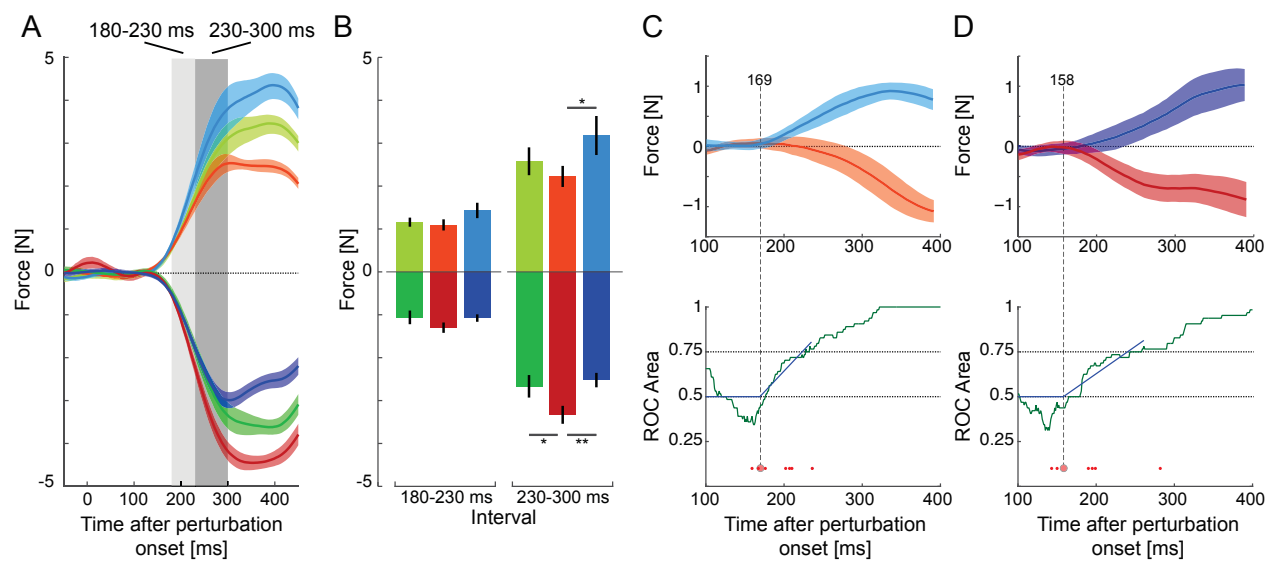 A
180-230 ms
230-300 ms
5
0
-5
Force [N]
0
100
200
300
400
Time after perturbation
onset [ms]
B
5
0
-5
Force [N]
*
*
**
180-230 ms
230-300 ms
Interval
C
169
1
0
−1
Force [N]
100
200
300
400
1
0.75
0.5
0.25
ROC Area
100
200
300
400
Time after perturbation
onset [ms]
D
158
1
0
−1
Force [N]
100
200
300
400
1
0.75
0.5
0.25
ROC Area
100
200
300
400
Time after perturbation
onset [ms]